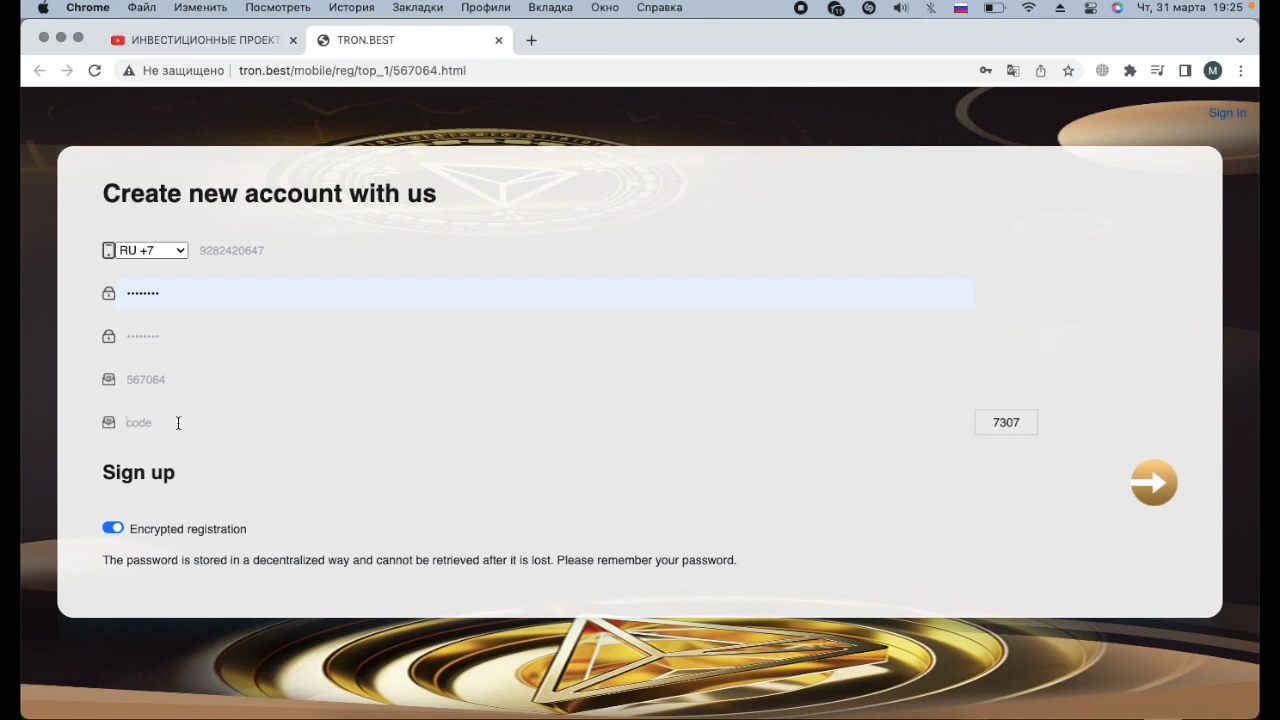 Chrome Файл Изменить Посмотреть История Закладки Профили Вкладка Окно Справка 11 Чт, 31 марта 19:25
ИНВЕСТИЦИОННЫЕ ПРОЕКТ TRON.BEST
Не защищено tron.best/mobile/reg/top_1/567064.html M
Sign In
Create new account with us
RU +7 9282420647
••••••••
••••••••
567064
code 7307
Sign up
Encrypted registration
The password is stored in a decentralized way and cannot be retrieved after it is lost. Please remember your password.